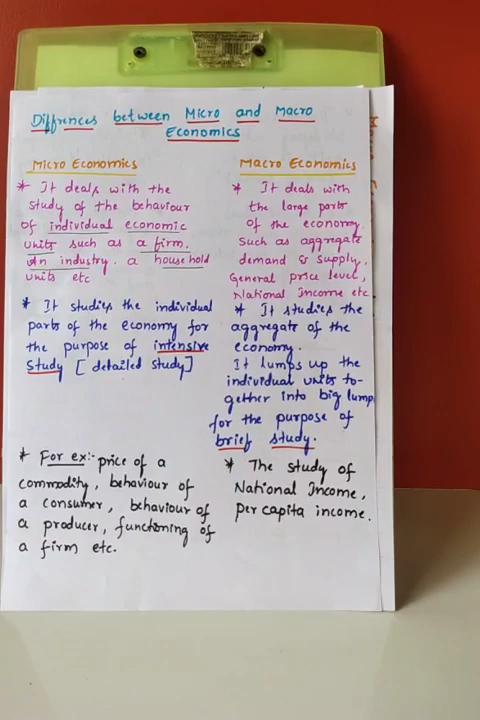 Diffrences between Micro and Macro
Economics
Micro Economics
* It deals with the
study of the behaviour
of individual economic
units such as a firm,
An industry, a household
units etc
* It studies the individual
parts of the economy for
the purpose of intensive
study [detailed study]
* For ex:- price of a
commodity, behaviour of
a consumer, behaviour of
a producer, functioning of
a firm etc.
Macro Economics
* It deals with
the large parts
of the economy.
Such as aggregate
demand & supply,
General price level,
National Income etc
* It studies the
aggregate of the
economy.
It lumps up the
individual units to-
gether into big lump
for the purpose of
brief study.
* The study of
National Income,
per capita income.